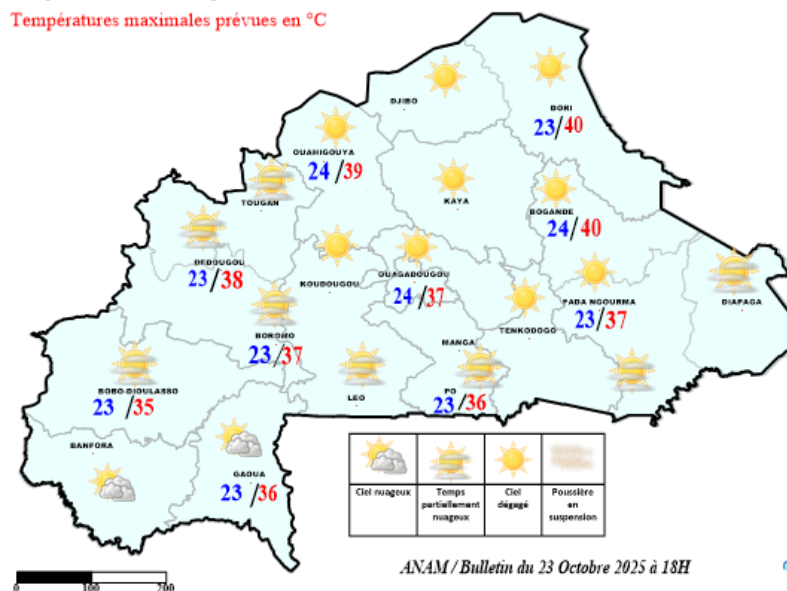 Températures maximales prévues en °C
DJIBO
DORI
23/40
OUAHIGOUYA
24/39
TOUGAN
KAYA
BOGANDE
24/40
DEDOUGOU
23/38
KOUDOUGOU
OUAGADOUGOU
24/37
FADA NGOURMA
23/37
DIAPAGA
TENKODOGO
BOROMO
23/37
MANGA
BOBO-DIOULASSO
23/35
LEO
PO
23/36
BANFORA
GAOUA
23/36
Ciel nuageux
Temps partiellement nuageux
Ciel dégagé
Poussière en suspension
ANAM / Bulletin du 23 Octobre 2025 à 18H
0 100 200